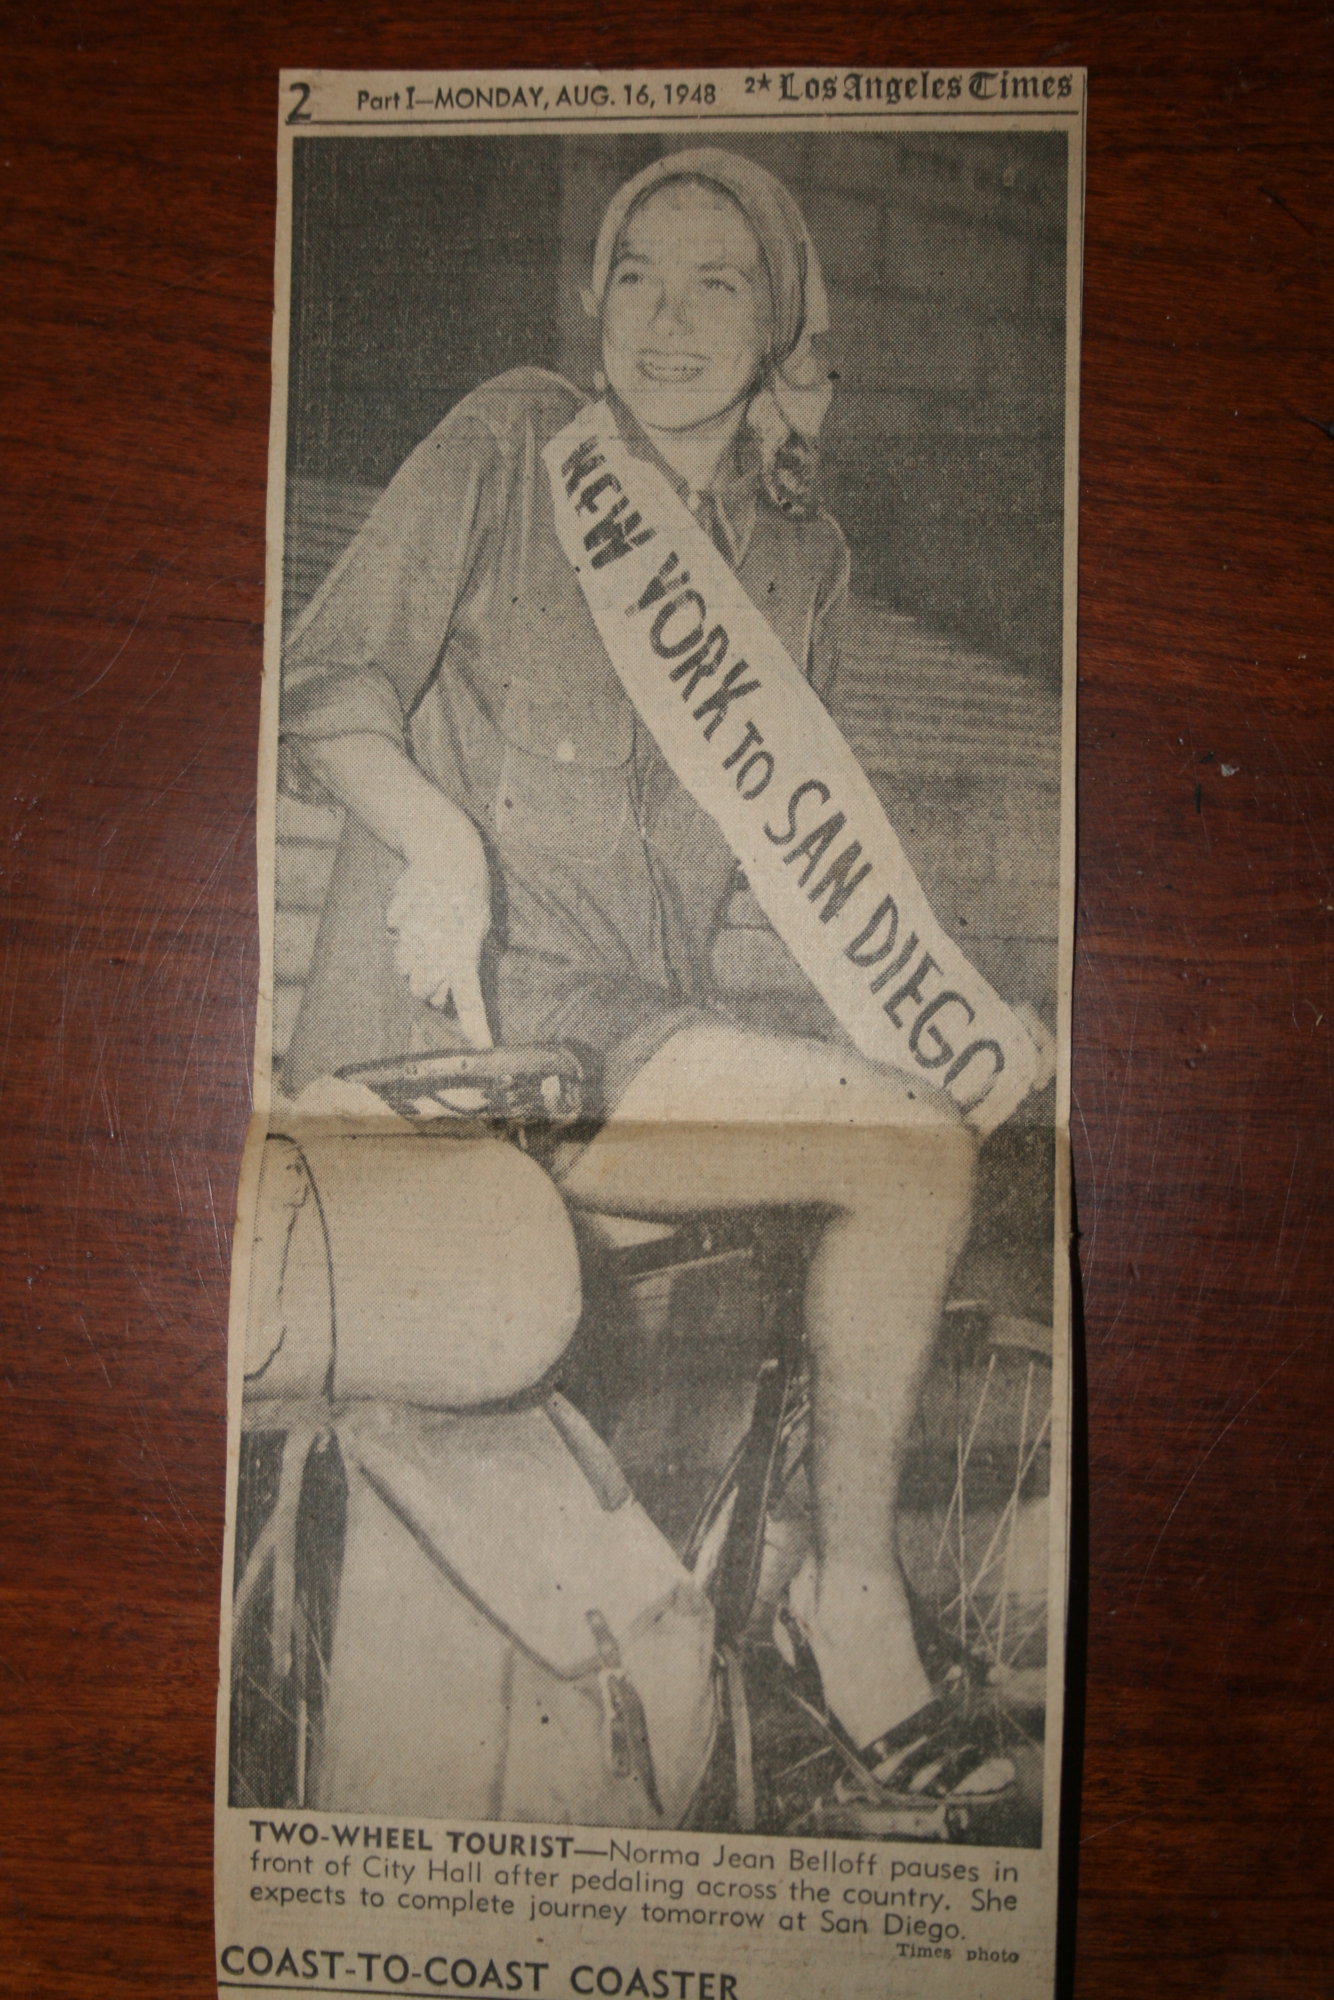 2 Part I—MONDAY, AUG. 16, 1948 2★ Los Angeles Times
NEW YORK TO SAN DIEGO
TWO-WHEEL TOURIST—Norma Jean Belloff pauses in
front of City Hall after pedaling across the country. She
expects to complete journey tomorrow at San Diego.
Times photo
COAST-TO-COAST COASTER